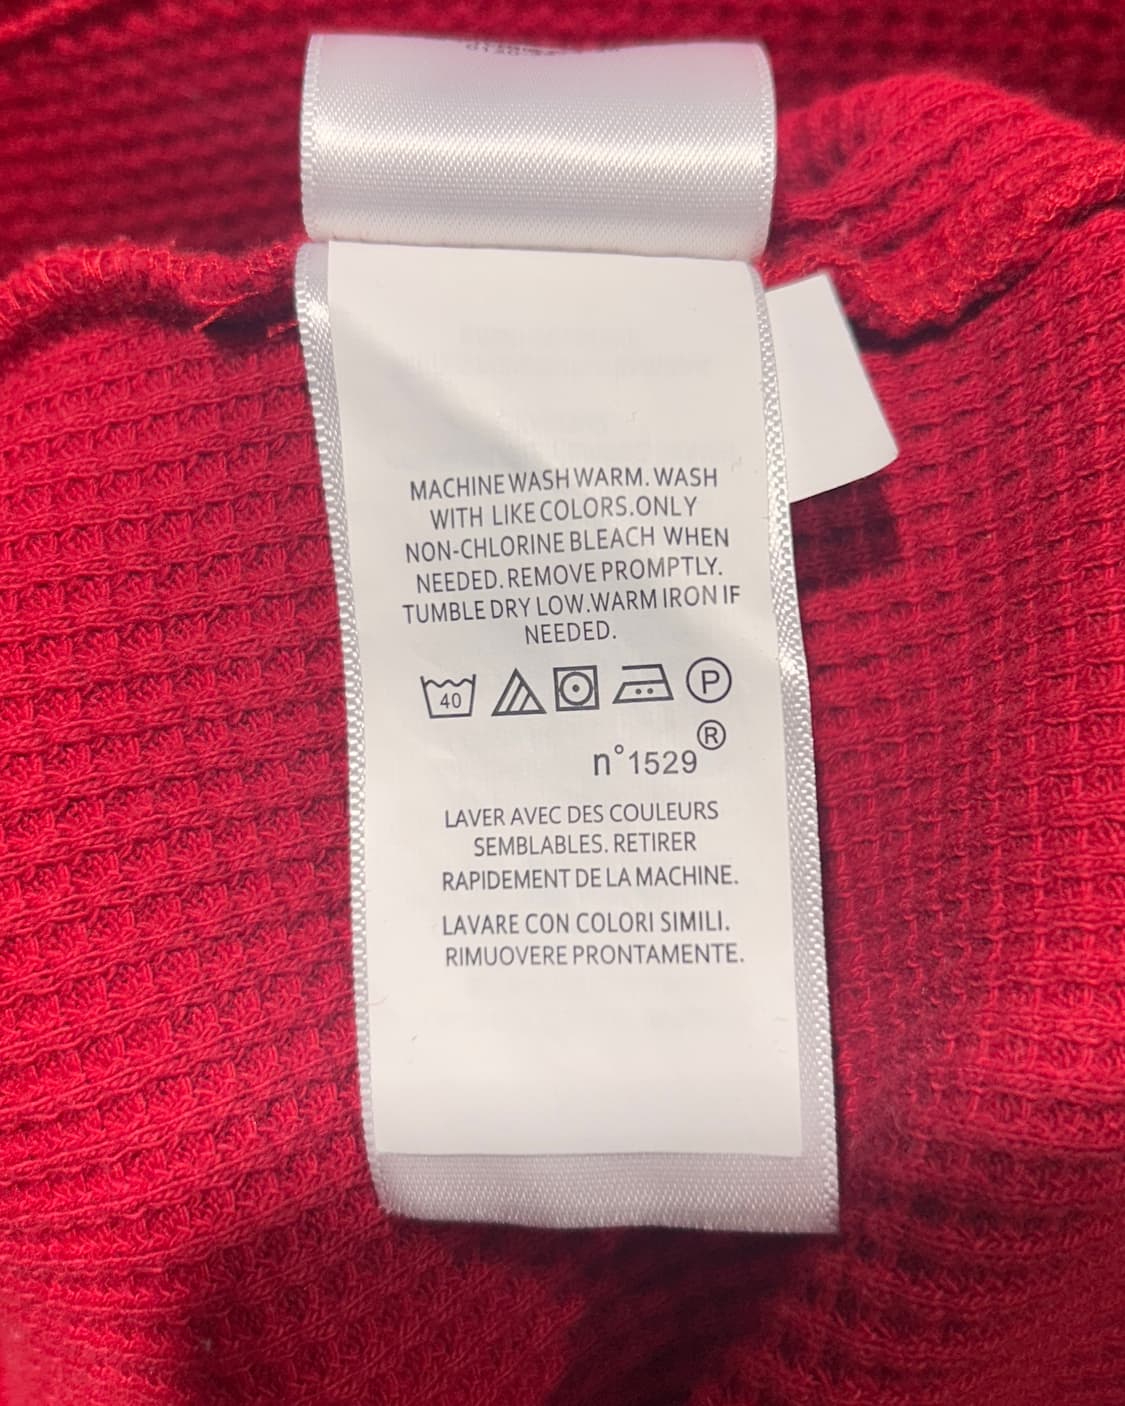 MACHINE WASH WARM. WASH
WITH LIKE COLORS.ONLY
NON-CHLORINE BLEACH WHEN
NEEDED. REMOVE PROMPTLY.
TUMBLE DRY LOW.WARM IRON IF
NEEDED.
40 P
n°1529®
LAVER AVEC DES COULEURS
SEMBLABLES. RETIRER
RAPIDEMENT DE LA MACHINE.
LAVARE CON COLORI SIMILI.
RIMUOVERE PRONTAMENTE.